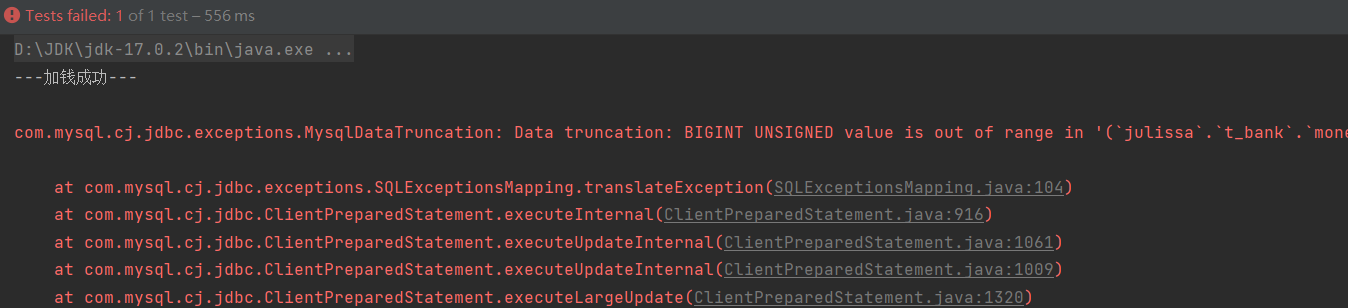 Tests failed: 1 of 1 test – 556 ms
D:\JDK\jdk-17.0.2\bin\java.exe ...
---加钱成功---
com.mysql.cj.jdbc.exceptions.MysqlDataTruncation: Data truncation: BIGINT UNSIGNED value is out of range in '(`julissa`.`t_bank`.`mone
at com.mysql.cj.jdbc.exceptions.SQLExceptionsMapping.translateException(SQLExceptionsMapping.java:104)
at com.mysql.cj.jdbc.ClientPreparedStatement.executeInternal(ClientPreparedStatement.java:916)
at com.mysql.cj.jdbc.ClientPreparedStatement.executeUpdateInternal(ClientPreparedStatement.java:1061)
at com.mysql.cj.jdbc.ClientPreparedStatement.executeUpdateInternal(ClientPreparedStatement.java:1009)
at com.mysql.cj.jdbc.ClientPreparedStatement.executeLargeUpdate(ClientPreparedStatement.java:1320)